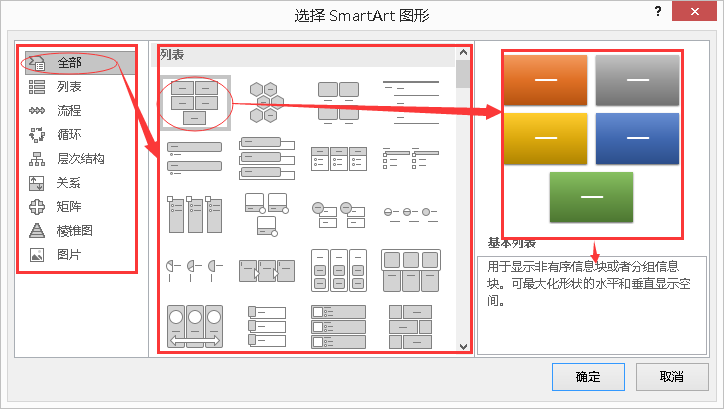 选择 SmartArt 图形
?
全部
列表
流程
循环
层次结构
关系
矩阵
棱锥图
图片
列表
基本列表
用于显示非有序信息块或者分组信息
块。可最大化形状的水平和垂直显示空
间。
确定
取消